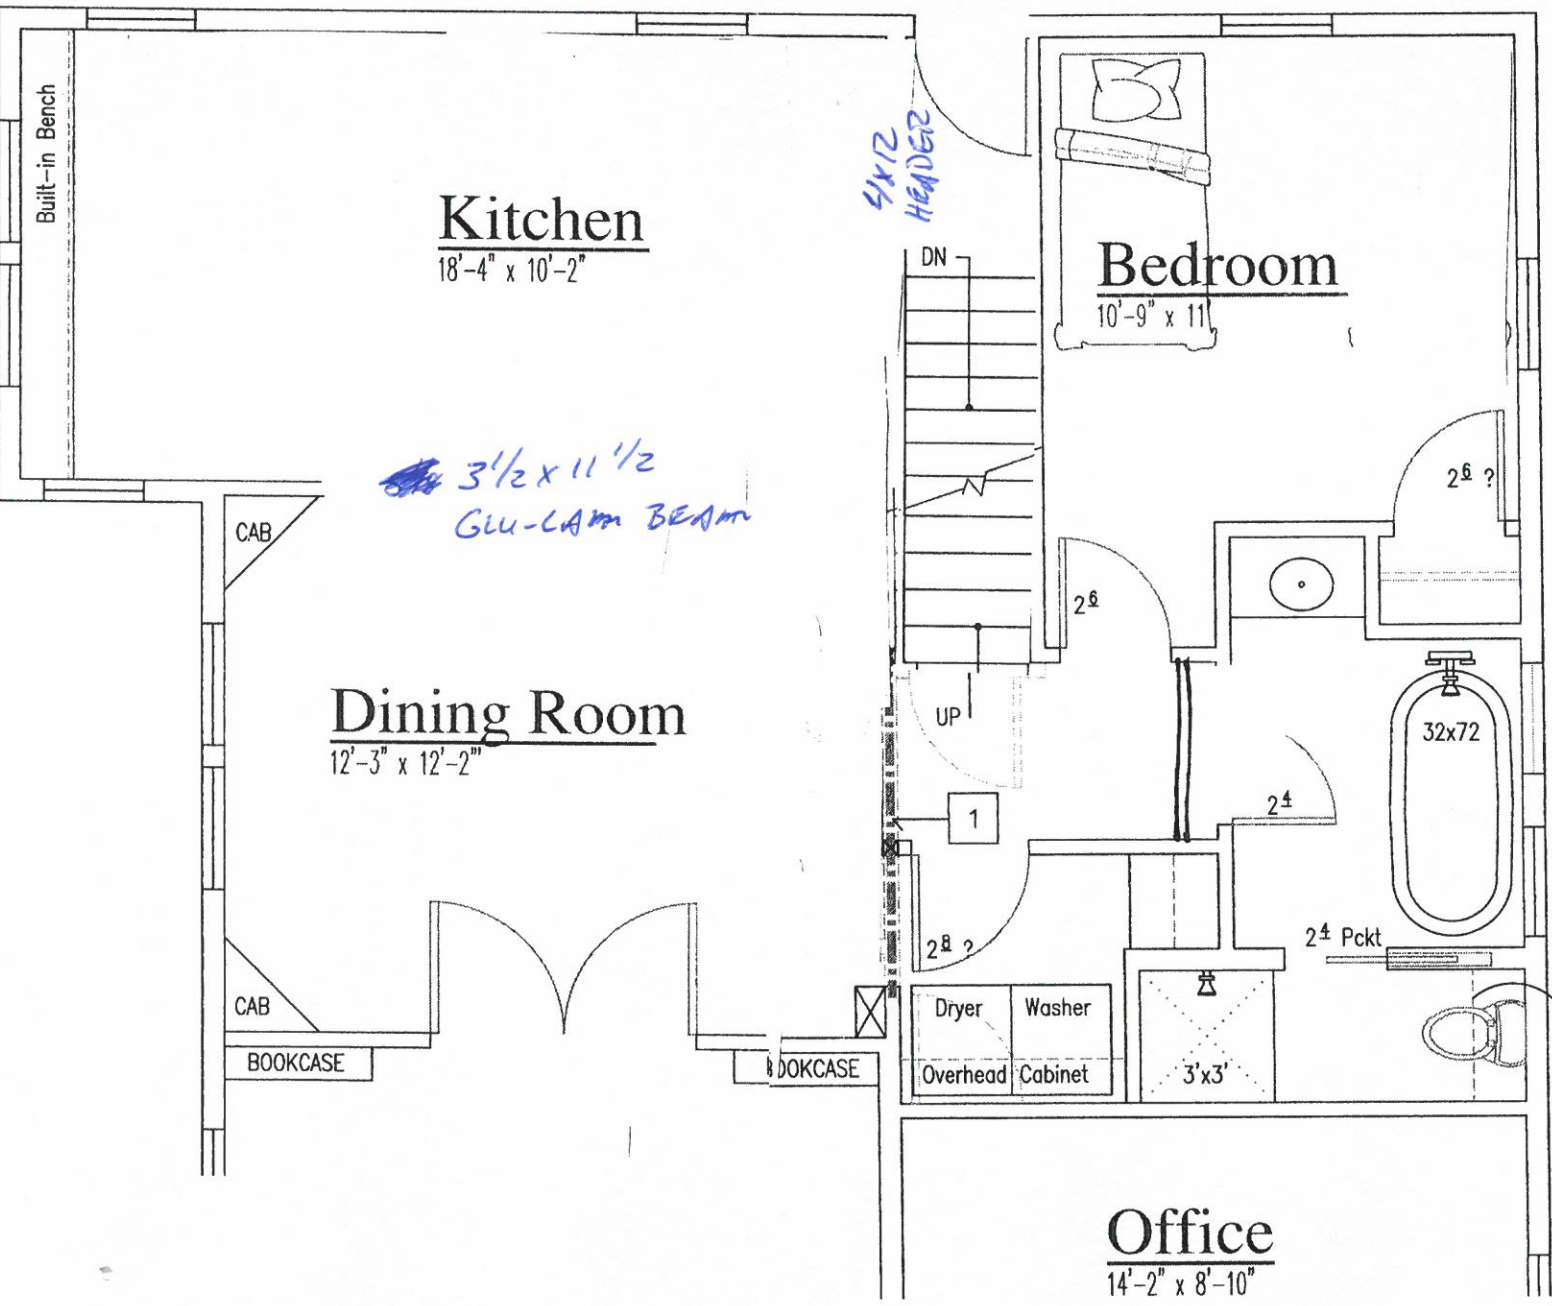 Built-in Bench
Kitchen
18'-4" x 10'-2"
4x12
HEADER
DN
Bedroom
10'-9" x 11'
3 1/2 x 11 1/2
GLU-LAM BEAM
CAB
2 6 ?
2 6
Dining Room
12'-3" x 12'-2"
UP
1
32x72
2 4
2 8 ?
2 4 Pckt
CAB
Dryer
Washer
BOOKCASE
BOOKCASE
Overhead Cabinet
3'x3'
Office
14'-2" x 8'-10"